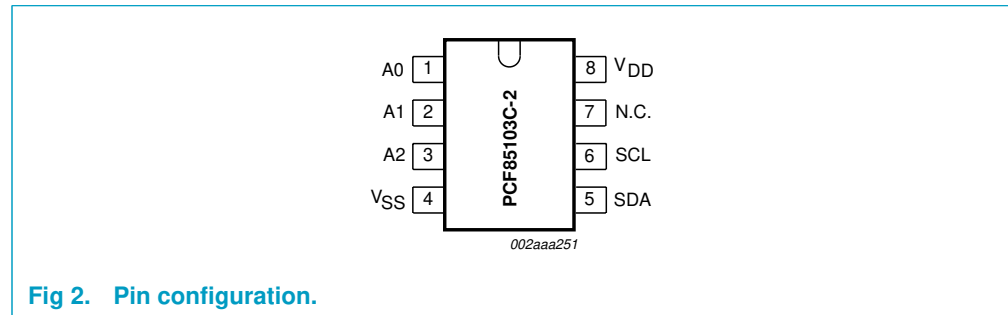 A0 1 8 VDD
A1 2 7 N.C.
A2 3 6 SCL
VSS 4 5 SDA
PCF85103C-2
002aaa251
Fig 2. Pin configuration.